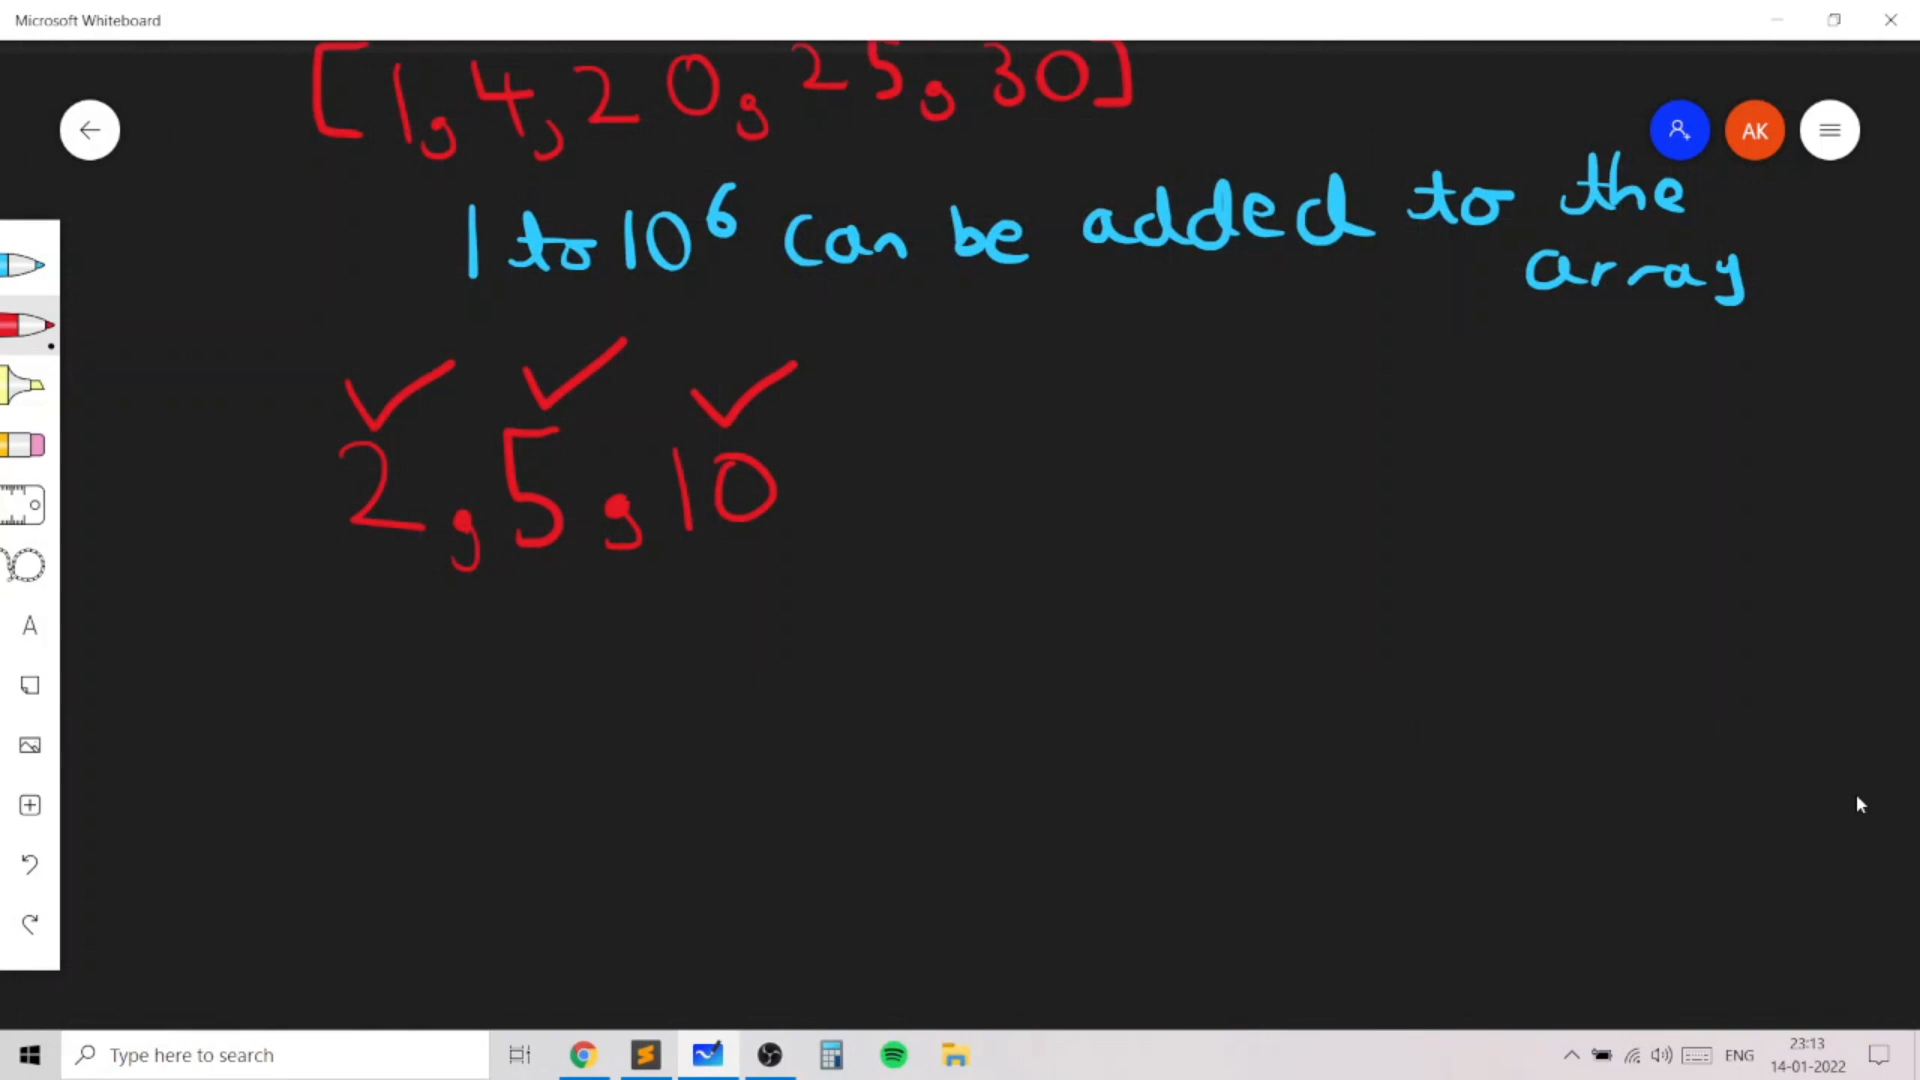 Microsoft Whiteboard
[1, 4, 20, 25, 30]
AK
1 to 10⁶ can be added to the
array
2, 5, 10
A
Type here to search
ENG
23:13
14-01-2022